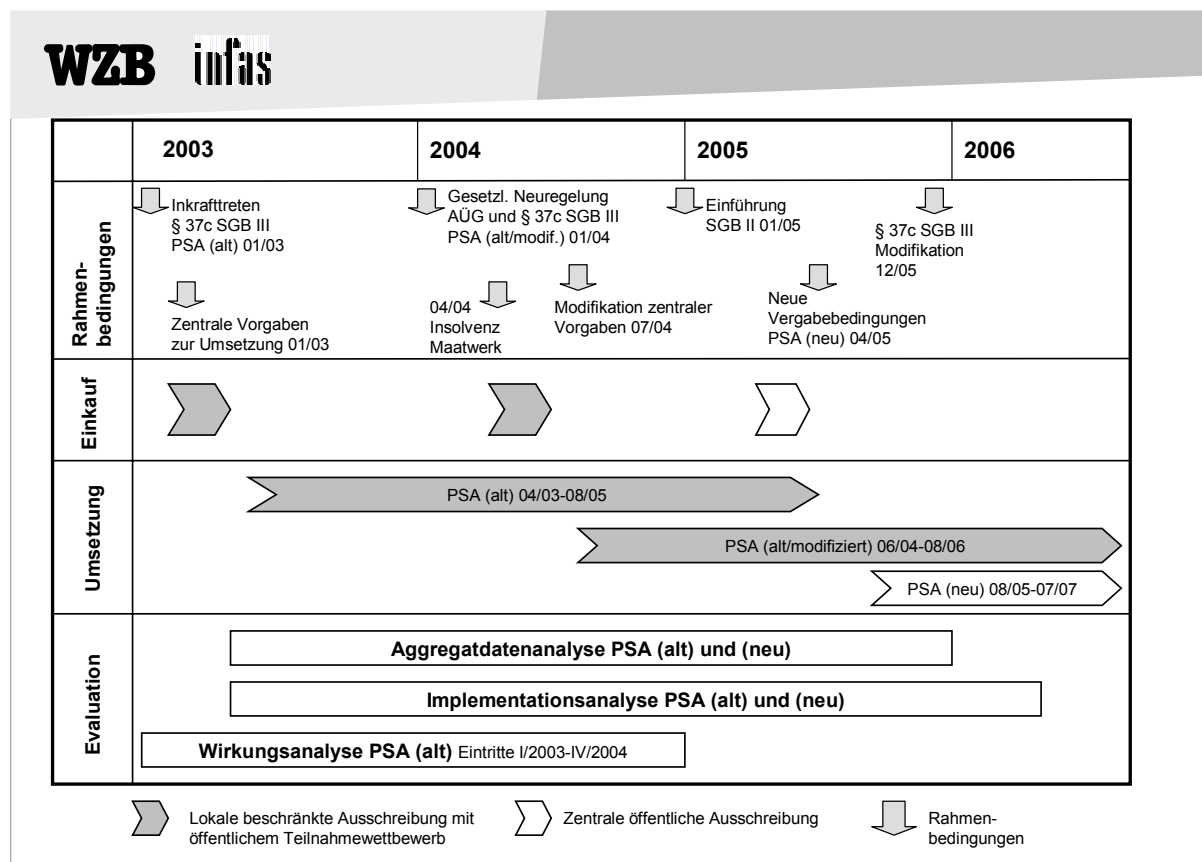 WZB infas
2003
2004
2005
2006
Rahmen-
bedingungen
Inkrafttreten
§ 37c SGB III
PSA (alt) 01/03
Gesetzl. Neuregelung
AÜG und § 37c SGB III
PSA (alt/modif.) 01/04
Einführung
SGB II 01/05
§ 37c SGB III
Modifikation
12/05
Zentrale Vorgaben
zur Umsetzung 01/03
04/04
Insolvenz
Maatwerk
Modifikation zentraler
Vorgaben 07/04
Neue
Vergabebedingungen
PSA (neu) 04/05
Einkauf
Umsetzung
PSA (alt) 04/03-08/05
PSA (alt/modifiziert) 06/04-08/06
PSA (neu) 08/05-07/07
Evaluation
Aggregatdatenanalyse PSA (alt) und (neu)
Implementationsanalyse PSA (alt) und (neu)
Wirkungsanalyse PSA (alt) Eintritte I/2003-IV/2004
Lokale beschränkte Ausschreibung mit
öffentlichem Teilnahmewettbewerb
Zentrale öffentliche Ausschreibung
Rahmen-
bedingungen